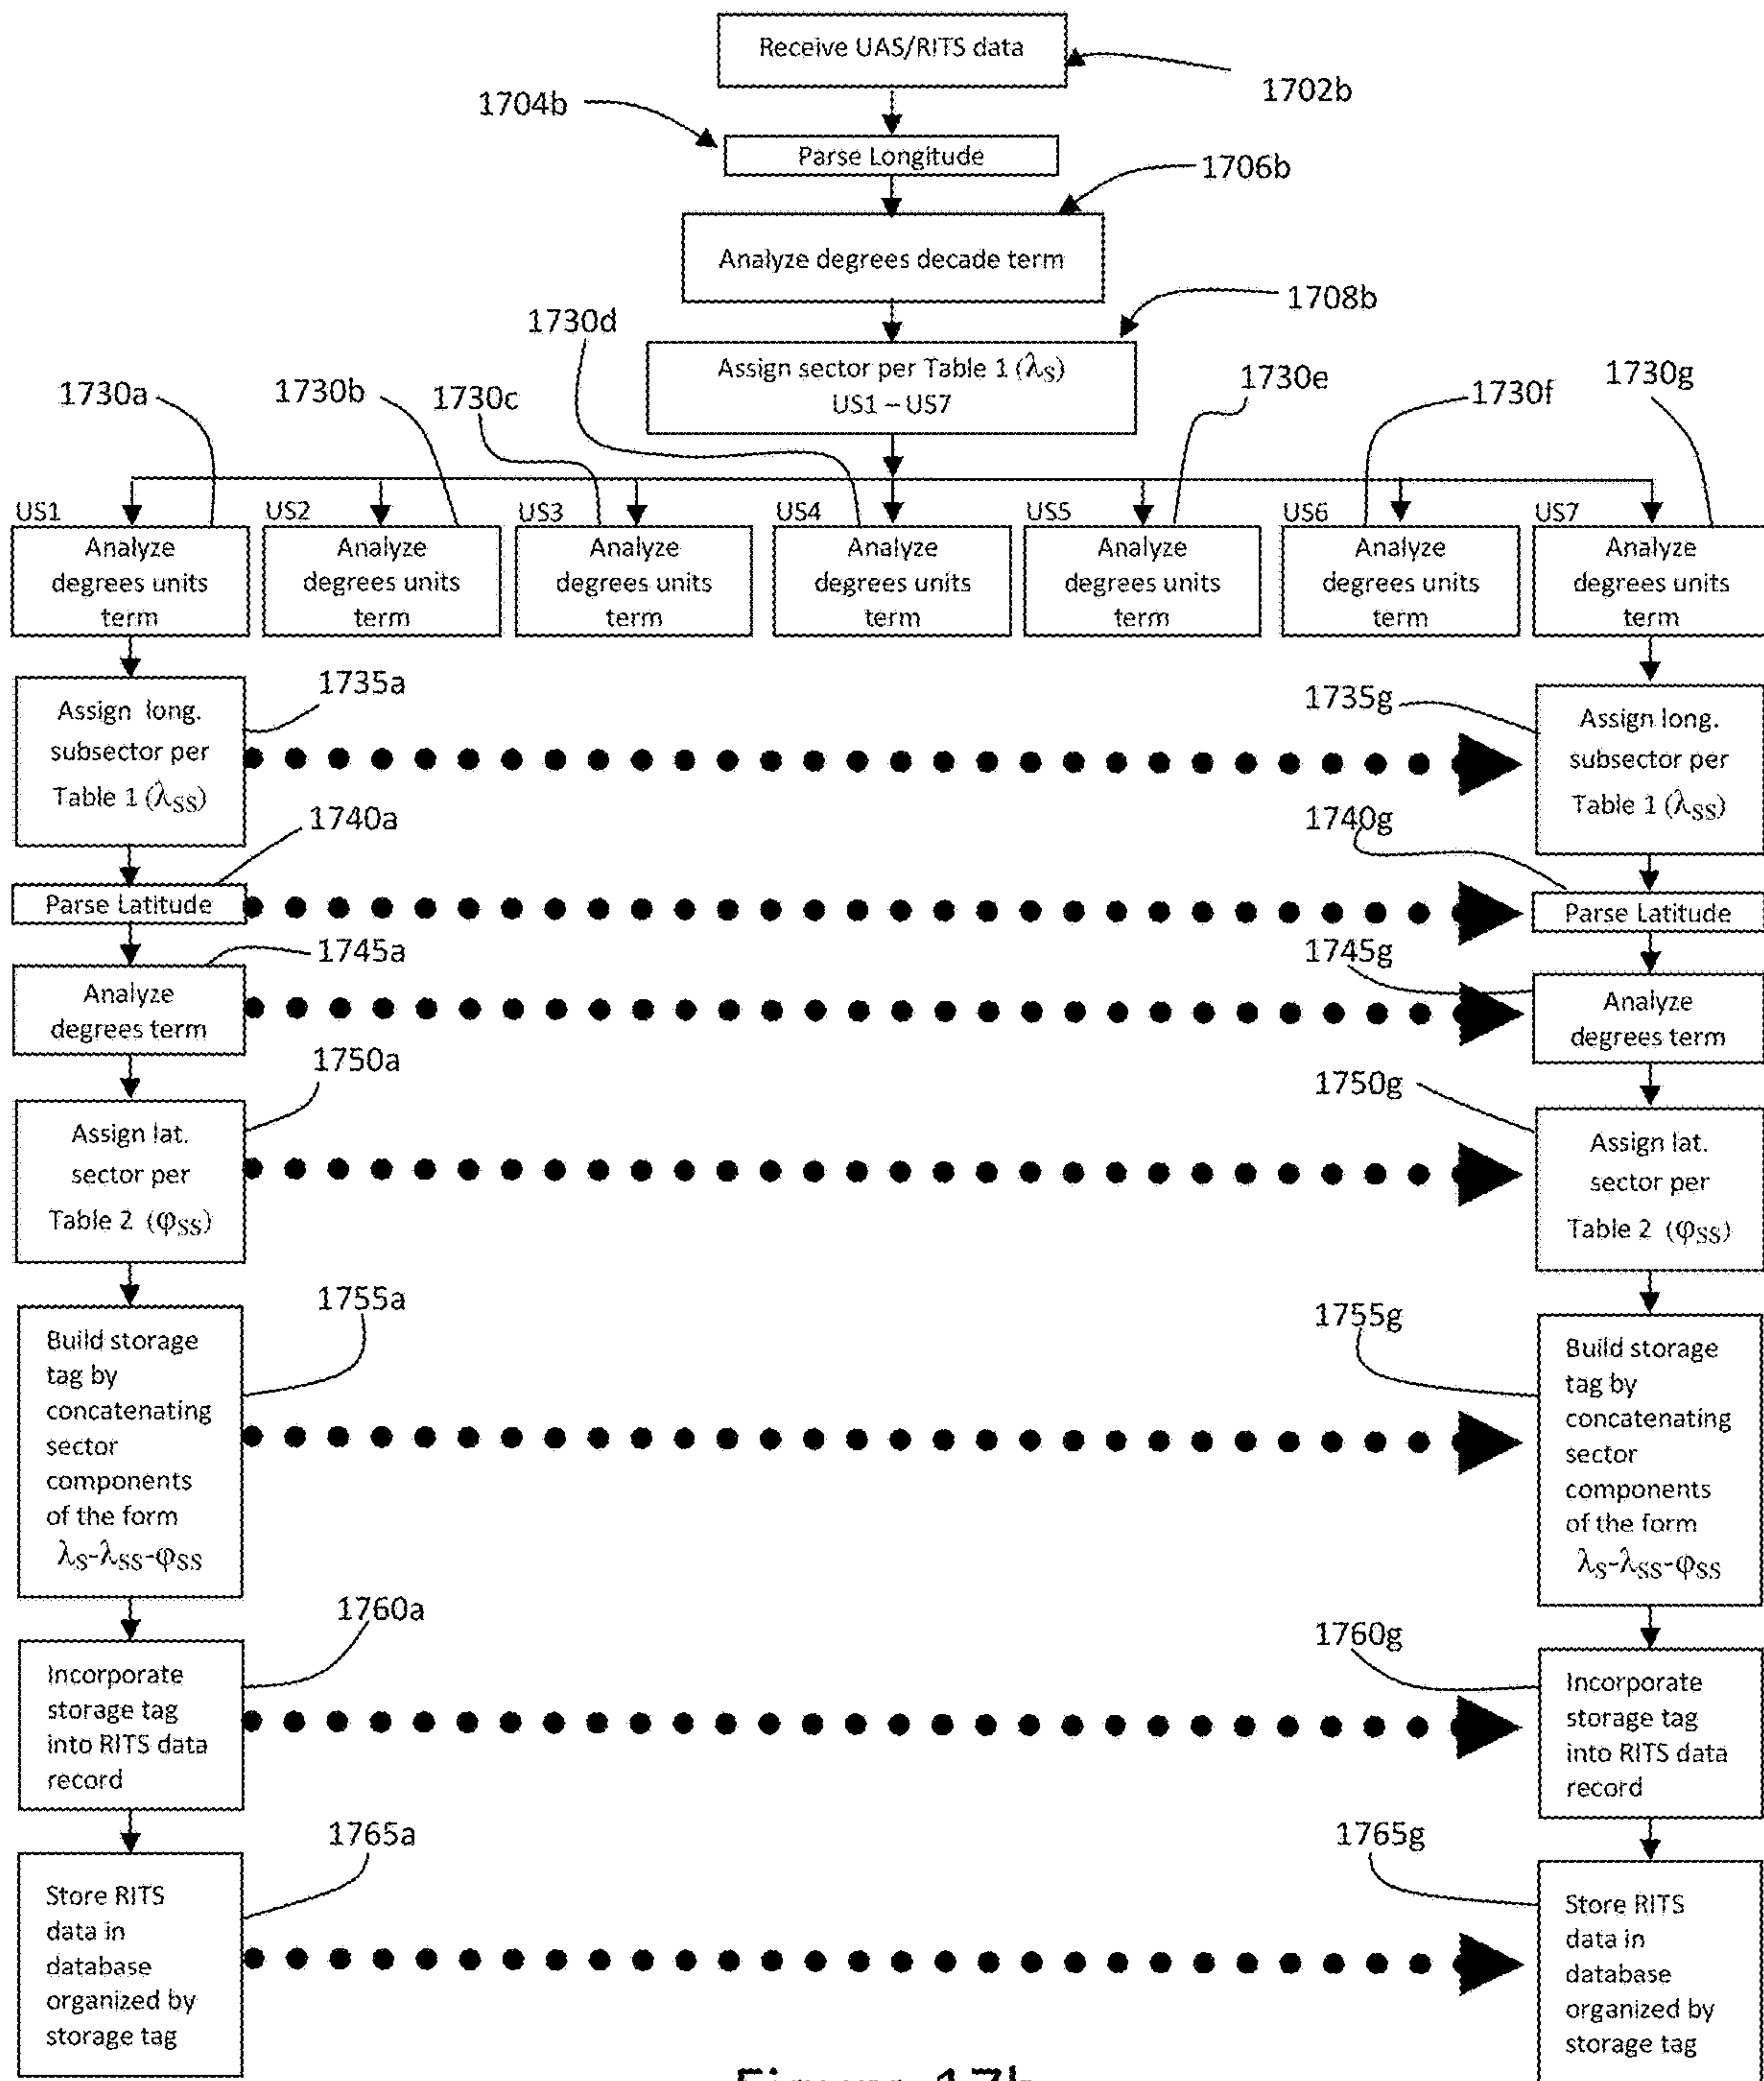 Receive UAS/RITS data
1702b
1704b
Parse Longitude
1706b
Analyze degrees decade term
1708b
1730d
Assign sector per Table 1 (λS)
US1 – US7
1730a
1730b
1730c
1730e
1730f
1730g
US1
US2
US3
US4
US5
US6
US7
Analyze
degrees units
term
Analyze
degrees units
term
Analyze
degrees units
term
Analyze
degrees units
term
Analyze
degrees units
term
Analyze
degrees units
term
Analyze
degrees units
term
1735a
Assign long.
subsector per
Table 1 (λSS)
1735g
Assign long.
subsector per
Table 1 (λSS)
1740a
Parse Latitude
1740g
Parse Latitude
1745a
Analyze
degrees term
1745g
Analyze
degrees term
1750a
Assign lat.
sector per
Table 2 (φSS)
1750g
Assign lat.
sector per
Table 2 (φSS)
1755a
Build storage
tag by
concatenating
sector
components
of the form
λS-λSS-φSS
1755g
Build storage
tag by
concatenating
sector
components
of the form
λS-λSS-φSS
1760a
Incorporate
storage tag
into RITS data
record
1760g
Incorporate
storage tag
into RITS data
record
1765a
Store RITS
data in
database
organized by
storage tag
1765g
Store RITS
data in
database
organized by
storage tag